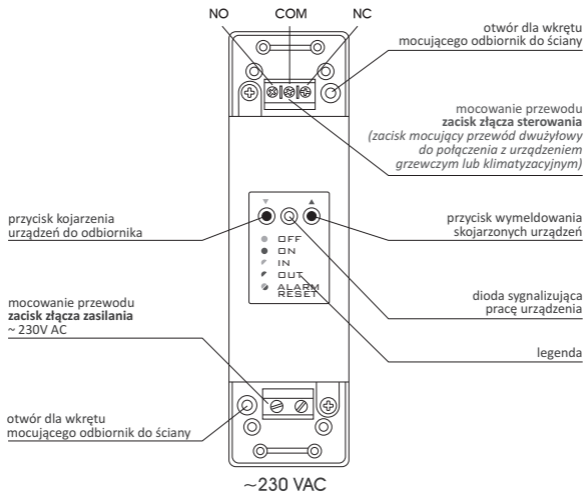 NO COM NC
otwór dla wkrętu
mocującego odbiornik do ściany
mocowanie przewodu
zacisk złącza sterowania
(zacisk mocujący przewód dwużyłowy
do połączenia z urządzeniem
grzewczym lub klimatyzacyjnym)
przycisk kojarzenia
urządzeń do odbiornika
przycisk wymeldowania
skojarzonych urządzeń
OFF
ON
IN
OUT
ALARM
RESET
dioda sygnalizująca
pracę urządzenia
mocowanie przewodu
zacisk złącza zasilania
~ 230V AC
legenda
otwór dla wkrętu
mocującego odbiornik do ściany
~230 VAC